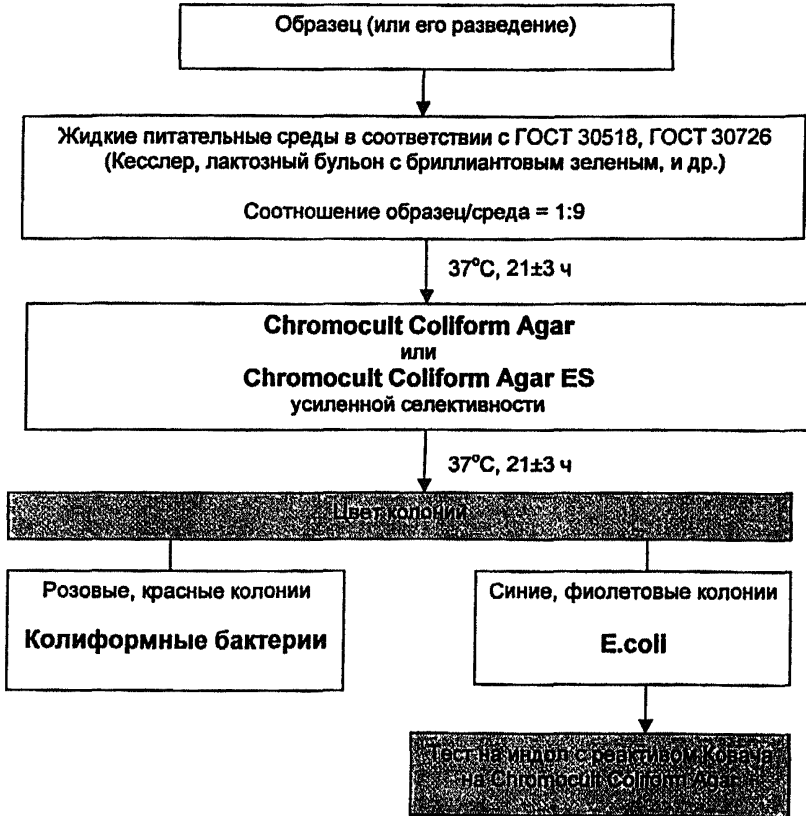 Образец (или его разведение)
Жидкие питательные среды в соответствии с ГОСТ 30518, ГОСТ 30726
(Кесслер, лактозный бульон с бриллиантовым зеленым, и др.)
Соотношение образец/среда = 1:9
37°С, 21±3 ч
Chromocult Coliform Agar
или
Chromocult Coliform Agar ES
усиленной селективности
37°С, 21±3 ч
Цвет колоний
Розовые, красные колонии
Колиформные бактерии
Синие, фиолетовые колонии
E.coli
Тест на индол с реактивом Ковача
на Chromocult Coliform Agar